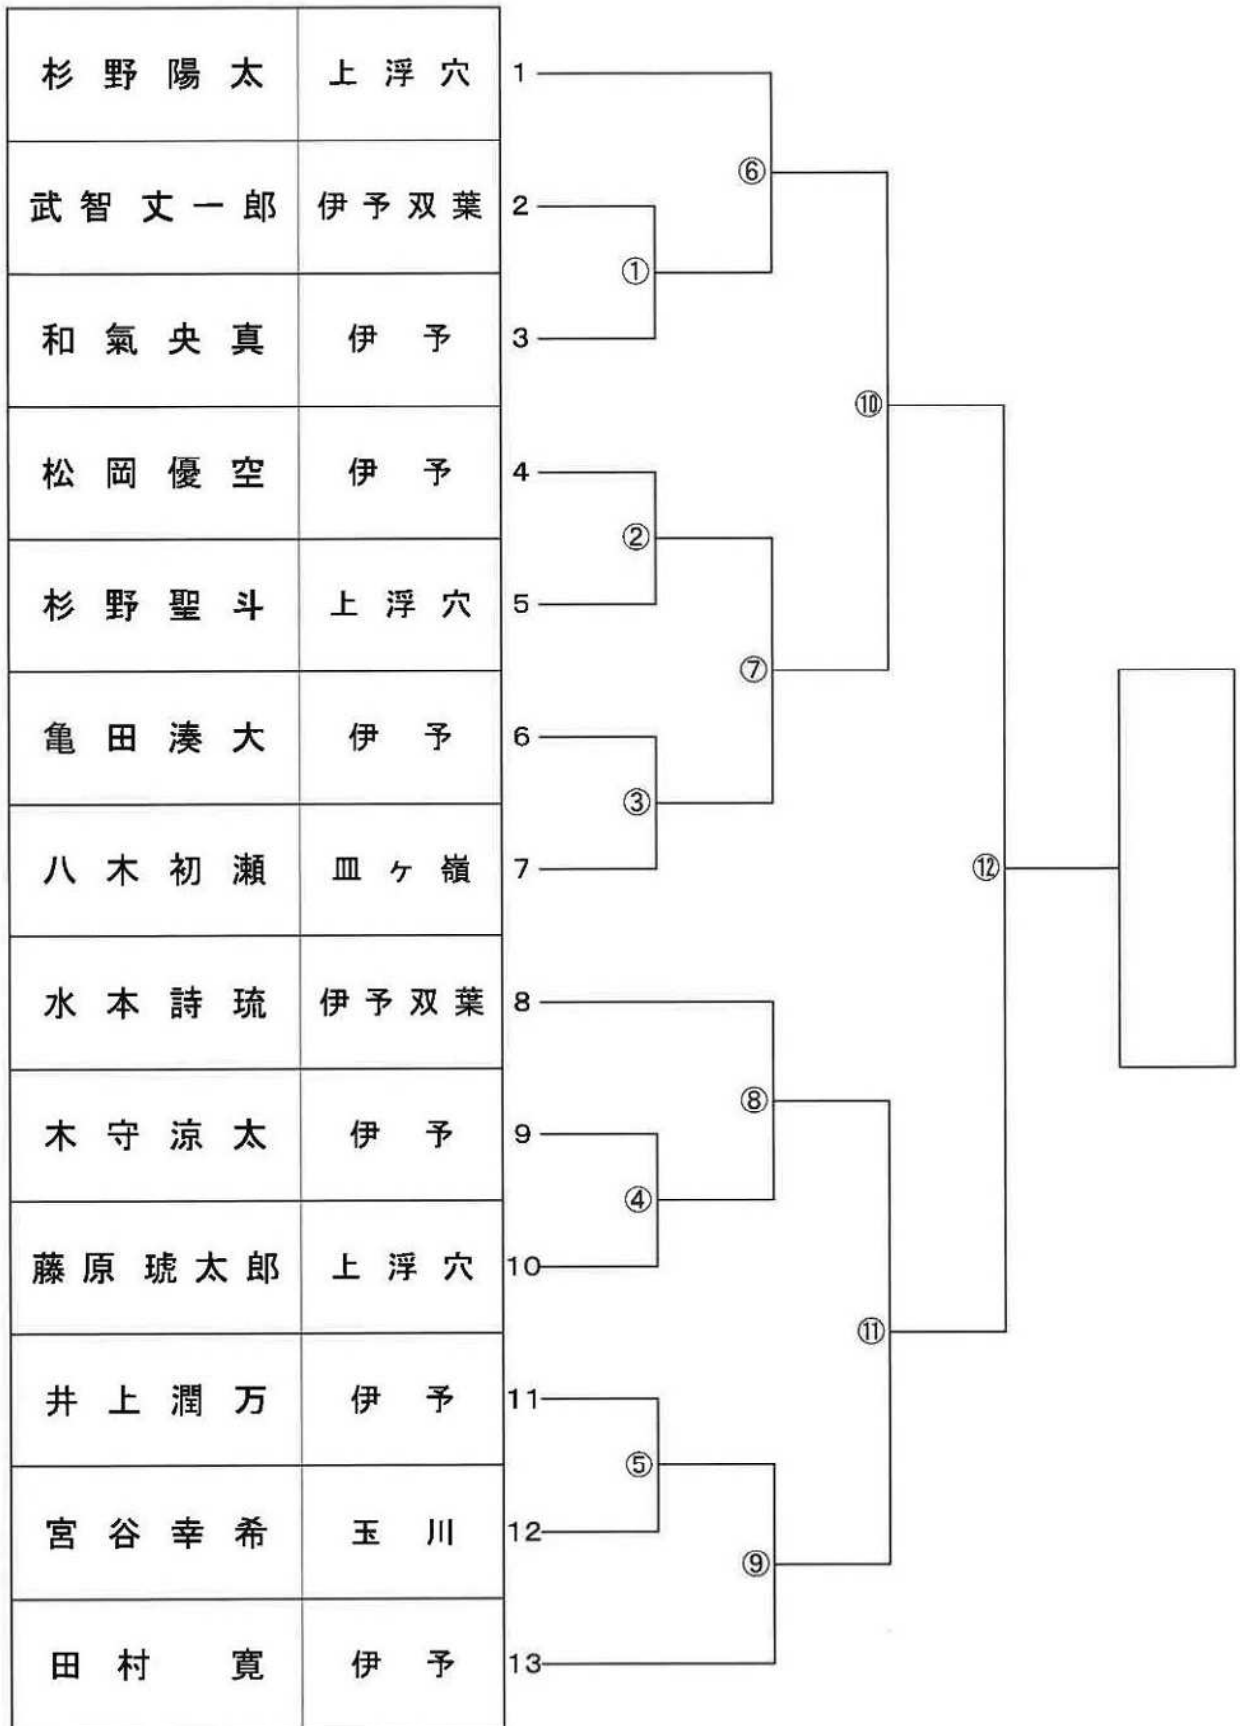 杉野陽太 上浮穴 1
⑥
武智丈一郎 伊予双葉 2
①
和氣央真 伊予 3
⑩
松岡優空 伊予 4
②
杉野聖斗 上浮穴 5
⑦
亀田湊大 伊予 6
③
八木初瀬 皿ヶ嶺 7
⑫
水本詩琉 伊予双葉 8
⑧
木守涼太 伊予 9
④
藤原琥太郎 上浮穴 10
⑪
井上潤万 伊予 11
⑤
宮谷幸希 玉川 12
⑨
田村寛 伊予 13